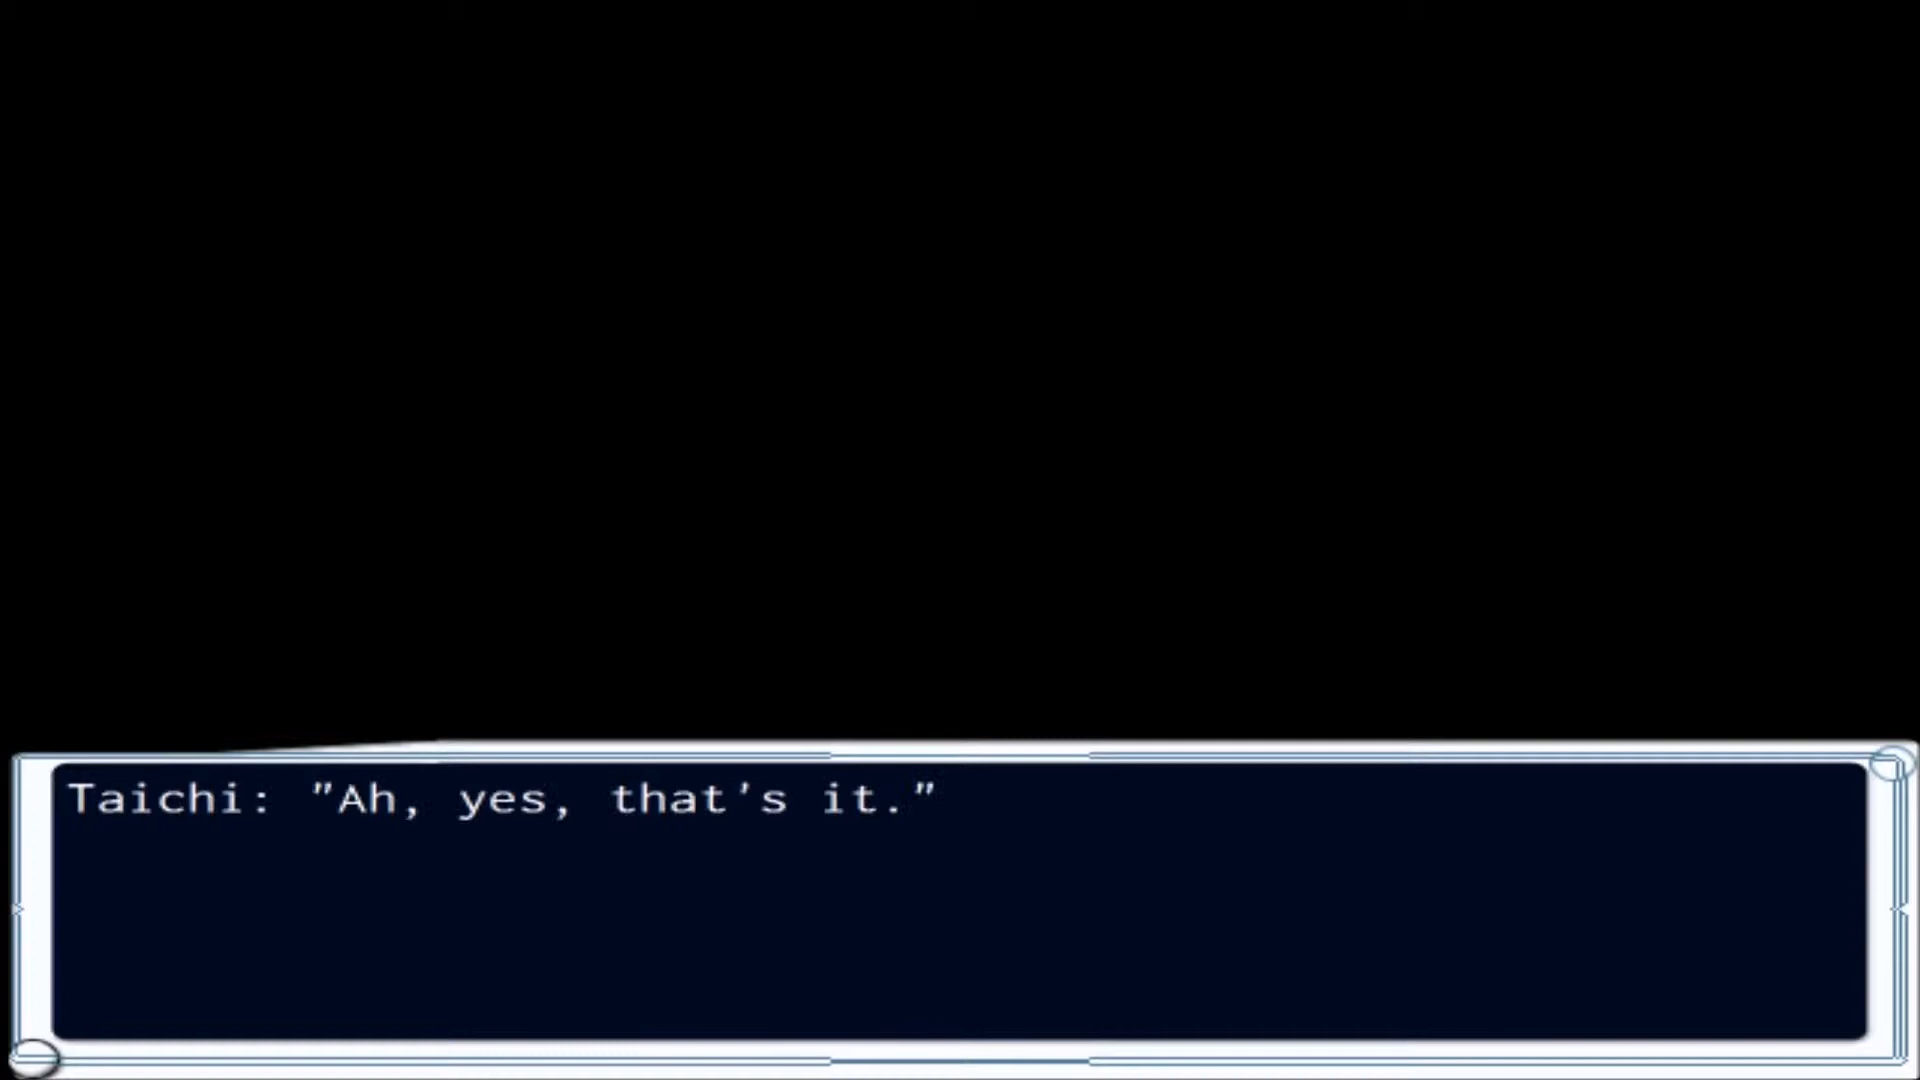 Taichi: "Ah, yes, that's it."